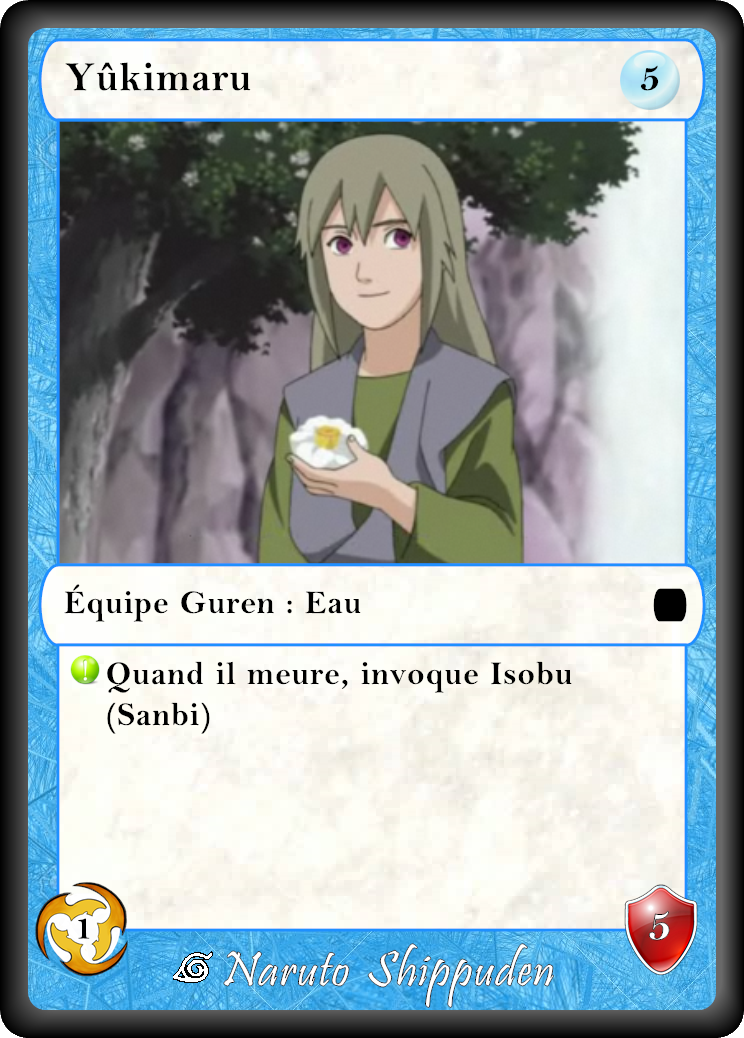 Yûkimaru
5
Équipe Guren : Eau
! Quand il meure, invoque Isobu
(Sanbi)
1
5
Naruto Shippuden